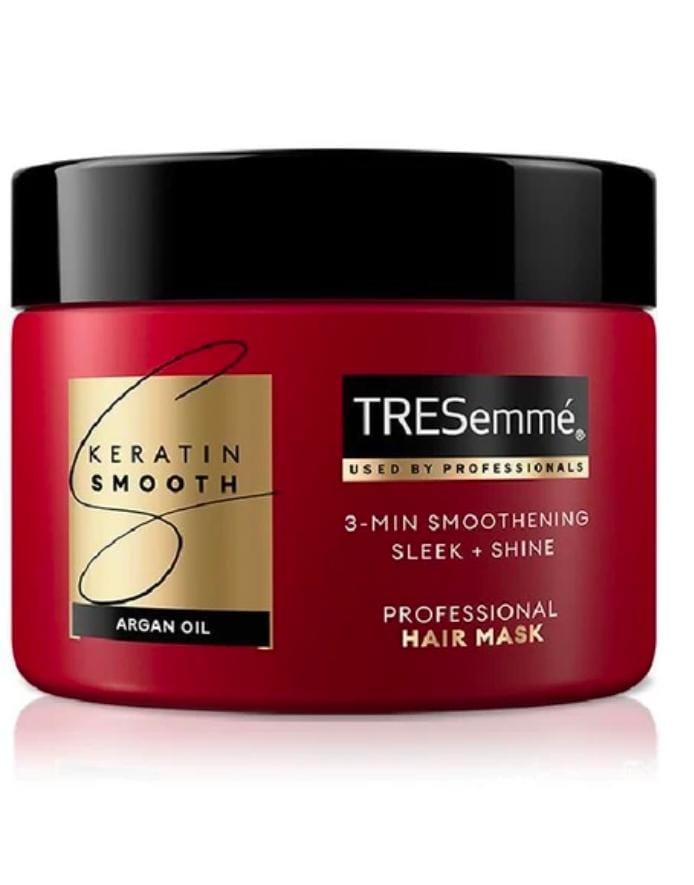 KERATIN
SMOOTH
ARGAN OIL
TRESemmé®
USED BY PROFESSIONALS
3-MIN SMOOTHENING
SLEEK + SHINE
PROFESSIONAL
HAIR MASK